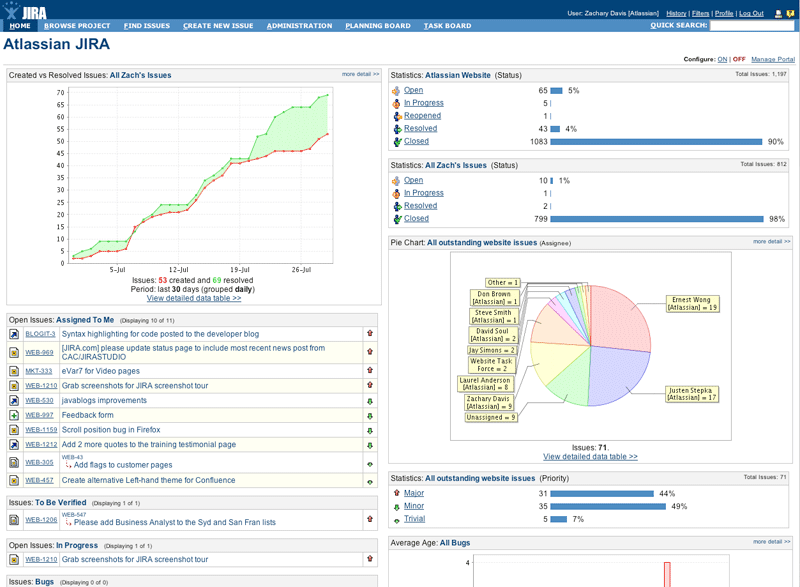 JIRA
User: Zachary Davis [Atlassian] History | Filters | Profile | Log Out
HOME BROWSE PROJECT FIND ISSUES CREATE NEW ISSUE ADMINISTRATION PLANNING BOARD TASK BOARD QUICK SEARCH:
Atlassian JIRA
Configure: ON | OFF Manage Portal
Created vs Resolved Issues: All Zach's Issues more detail >>
70
65
60
55
50
45
40
35
30
25
20
15
10
5
0
5-Jul 12-Jul 19-Jul 26-Jul
Issues: 53 created and 69 resolved
Period: last 30 days (grouped daily)
View detailed data table >>
Open Issues: Assigned To Me (Displaying 10 of 11)
BLOGIT-3 Syntax highlighting for code posted to the developer blog
WEB-969 [JIRA.com] please update status page to include most recent news post from
CAC/JIRASTUDIO
MKT-333 eVar7 for Video pages
WEB-1210 Grab screenshots for JIRA screenshot tour
WEB-530 javablogs improvements
WEB-997 Feedback form
WEB-1159 Scroll position bug in Firefox
WEB-1212 Add 2 more quotes to the training testimonial page
WEB-305 WEB-43
Add flags to customer pages
WEB-457 Create alternative Left-hand theme for Confluence
Issues: To Be Verified (Displaying 1 of 1)
WEB-1206 WEB-547
Please add Business Analyst to the Syd and San Fran lists
Open Issues: In Progress (Displaying 1 of 1)
WEB-1210 Grab screenshots for JIRA screenshot tour
Issues: Bugs (Displaying 0 of 0)
Statistics: Atlassian Website (Status) Total Issues: 1,197
Open 65 5%
In Progress 5
Reopened 1
Resolved 43 4%
Closed 1083 90%
Statistics: All Zach's Issues (Status) Total Issues: 812
Open 10 1%
In Progress 1
Resolved 2
Closed 799 98%
Pie Chart: All outstanding website issues (Assignee) more detail >>
Other = 1
Don Brown
[Atlassian] = 1
Steve Smith
[Atlassian] = 1
David Soul
[Atlassian] = 2
Jay Simons = 2
Website Task
Force = 2
Laurel Anderson
[Atlassian] = 8
Zachary Davis
[Atlassian] = 9
Unassigned = 9
Ernest Wong
[Atlassian] = 19
Justen Stepka
[Atlassian] = 17
Issues: 71.
View detailed data table >>
Statistics: All outstanding website issues (Priority) Total Issues: 71
Major 31 44%
Minor 35 49%
Trivial 5 7%
Average Age: All Bugs more detail >>
4